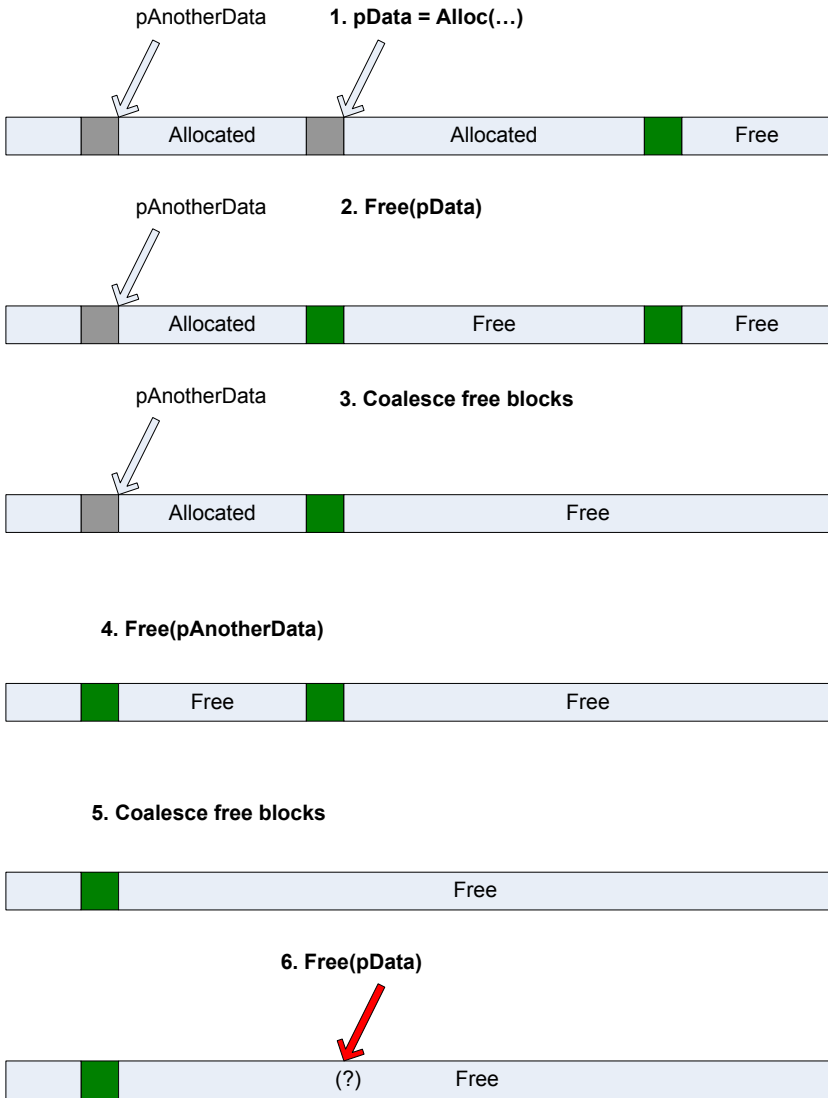 pAnotherData 1. pData = Alloc(…)
Allocated Allocated Free
pAnotherData 2. Free(pData)
Allocated Free Free
pAnotherData 3. Coalesce free blocks
Allocated Free
4. Free(pAnotherData)
Free Free
5. Coalesce free blocks
Free
6. Free(pData)
(?) Free